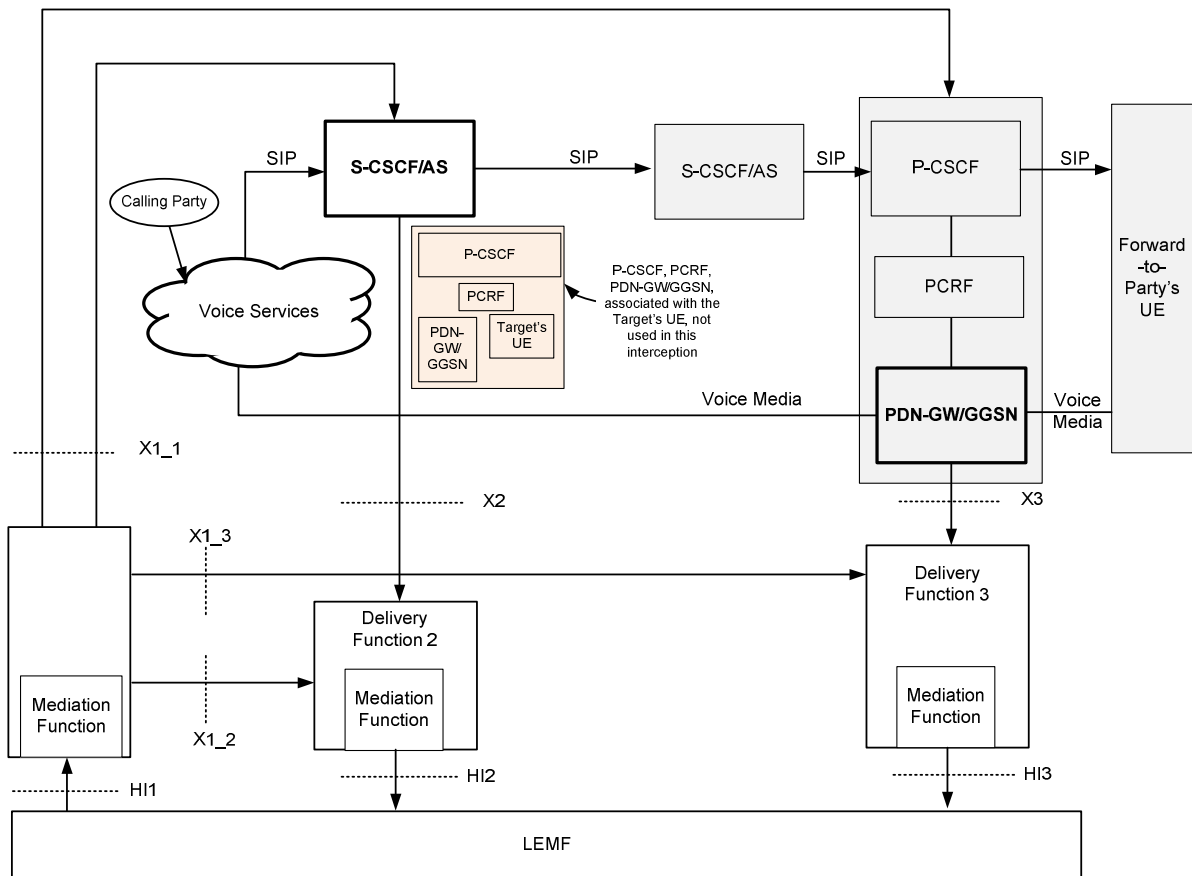 SIP
S-CSCF/AS
SIP
S-CSCF/AS
SIP
P-CSCF
SIP
Calling Party
Voice Services
P-CSCF
PCRF
PDN-
GW/
GGSN
Target's
UE
P-CSCF, PCRF,
PDN-GW/GGSN,
associated with the
Target's UE, not
used in this
interception
PCRF
Forward
-to-
Party's
UE
Voice Media
PDN-GW/GGSN
Voice
Media
X1_1
X2
X3
X1_3
Delivery
Function 2
Delivery
Function 3
Mediation
Function
X1_2
Mediation
Function
Mediation
Function
HI1
HI2
HI3
LEMF